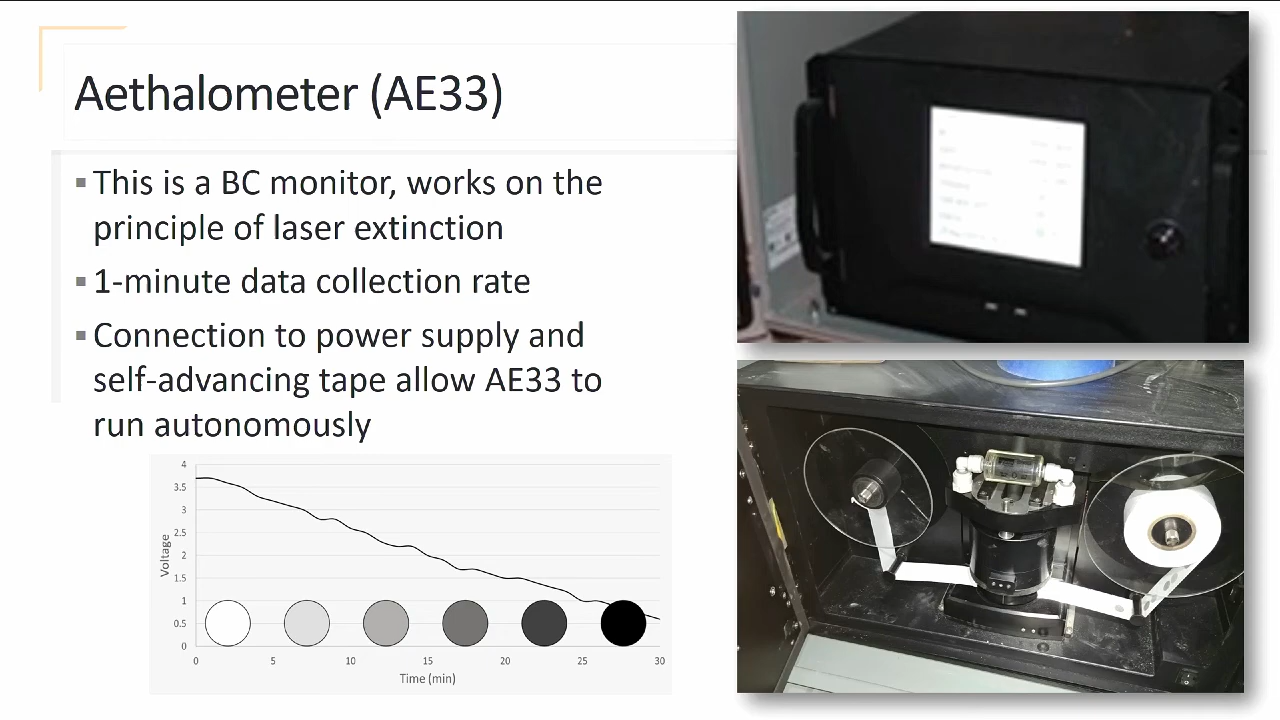 Aethalometer (AE33)
This is a BC monitor, works on the
principle of laser extinction
1-minute data collection rate
Connection to power supply and
self-advancing tape allow AE33 to
run autonomously
4
3.5
3
2.5
2
1.5
1
0.5
0
Voltage
0 5 10 15 20 25 30
Time (min)